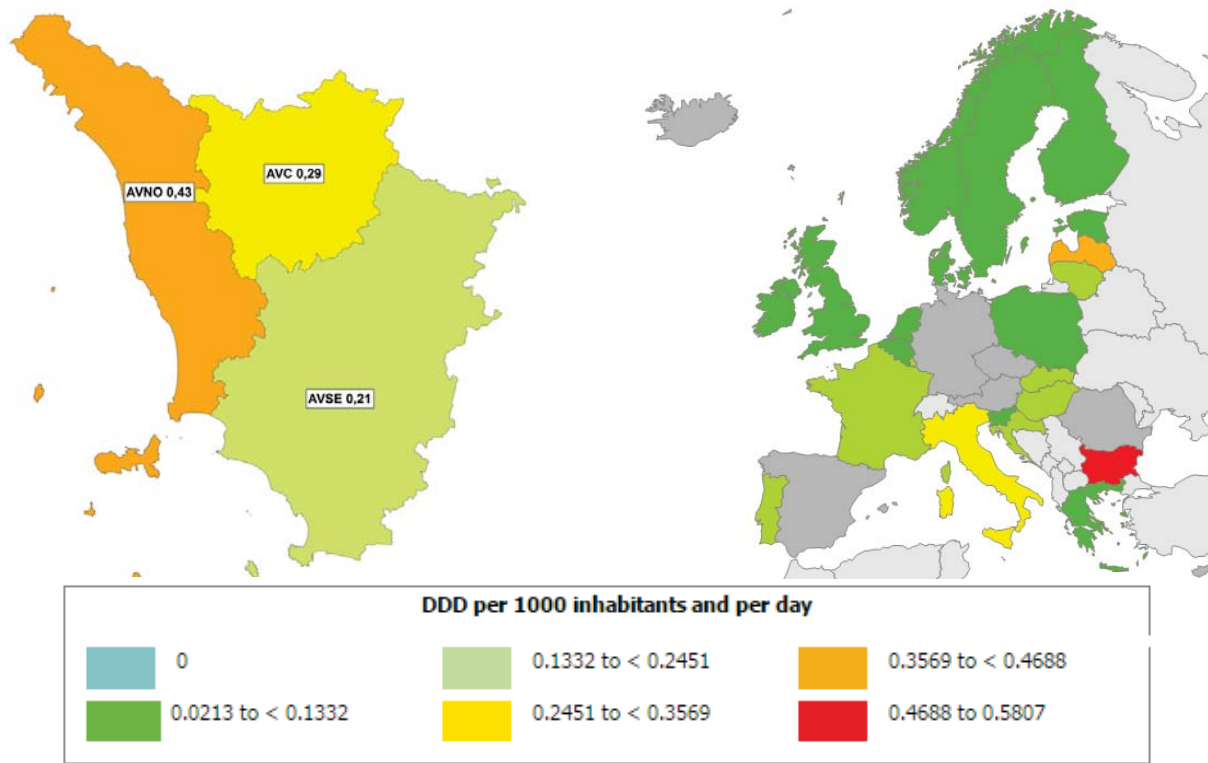 AVNO 0,43
AVC 0,29
AVSE 0,21
DDD per 1000 inhabitants and per day
0
0.1332 to < 0.2451
0.3569 to < 0.4688
0.0213 to < 0.1332
0.2451 to < 0.3569
0.4688 to 0.5807